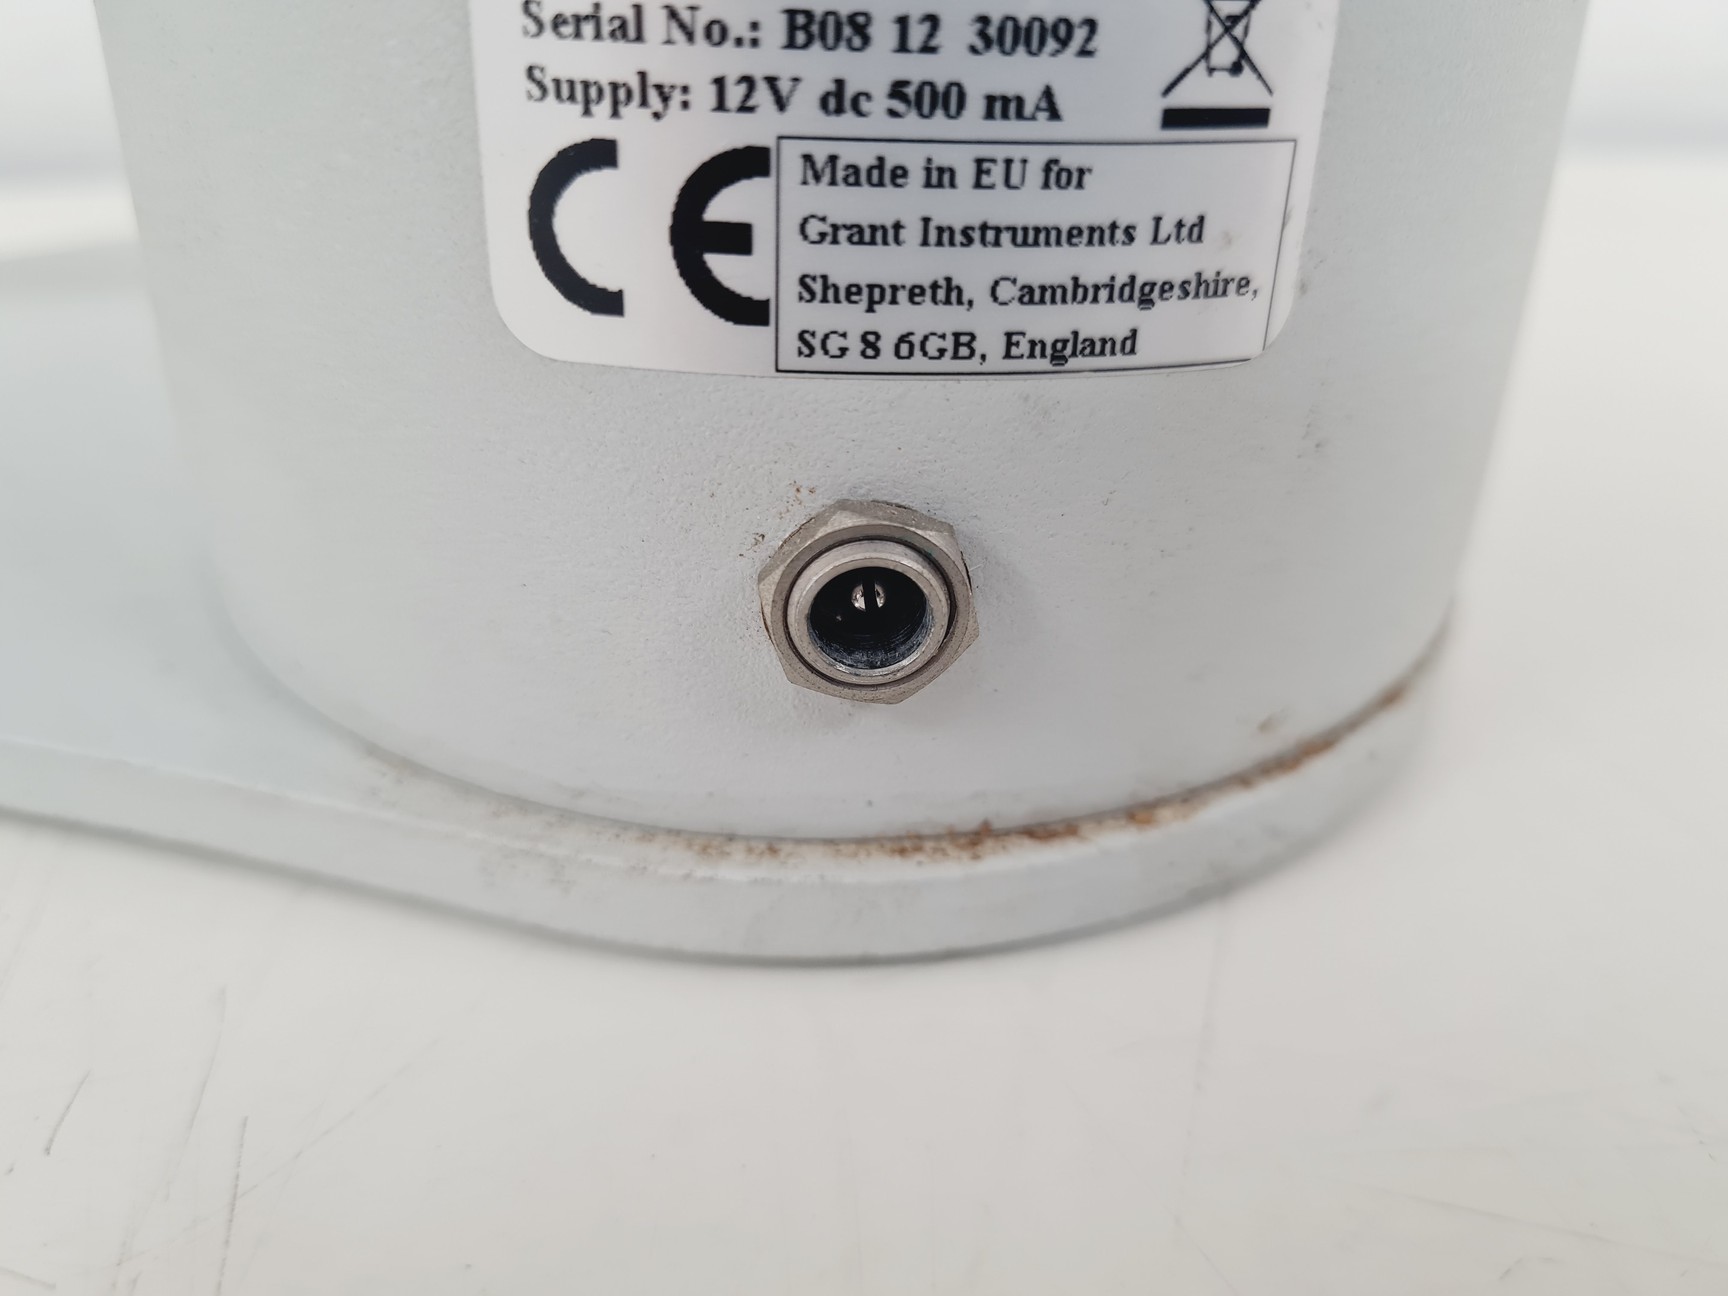 Serial No.: B08 12 30092
Supply: 12V dc 500 mA
CE
Made in EU for
Grant Instruments Ltd
Shepreth, Cambridgeshire,
SG 8 6GB, England